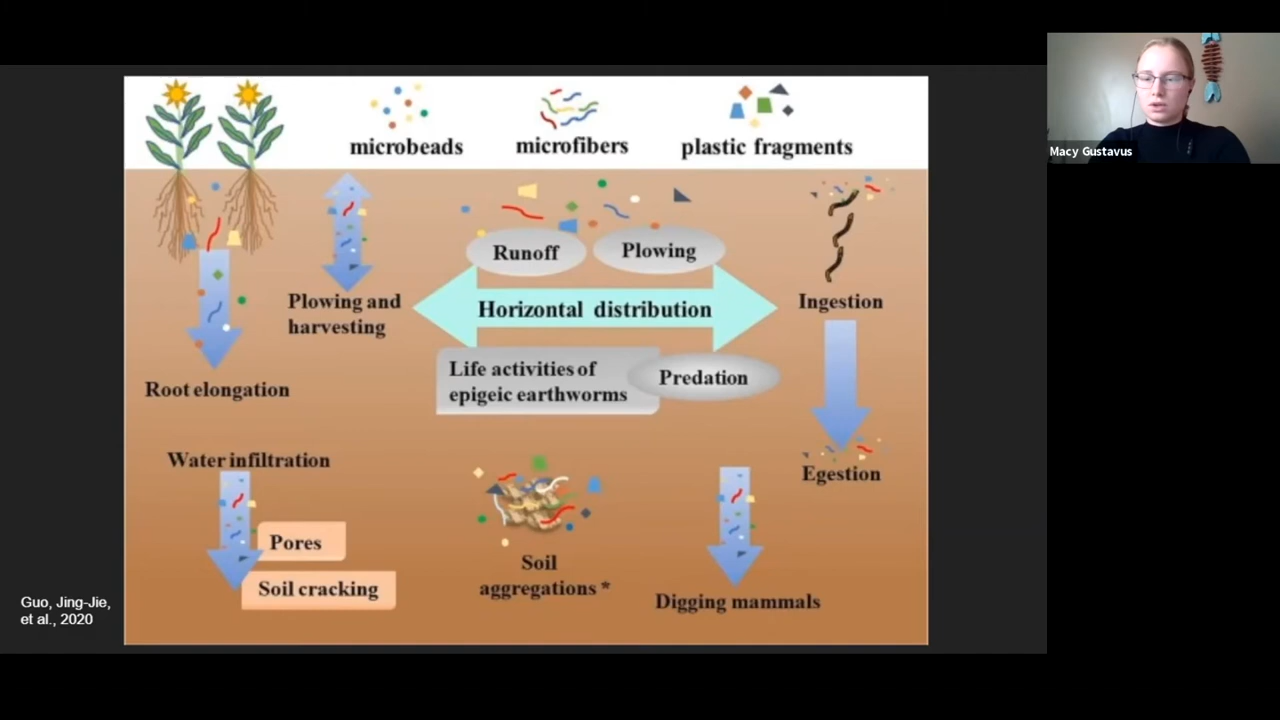 microbeads
microfibers
plastic fragments
Macy Gustavus
Runoff
Plowing
Plowing and
harvesting
Horizontal distribution
Ingestion
Life activities of
epigeic earthworms
Predation
Root elongation
Water infiltration
Egestion
Pores
Soil cracking
Soil
aggregations *
Digging mammals
Guo, Jing-Jie,
et al., 2020